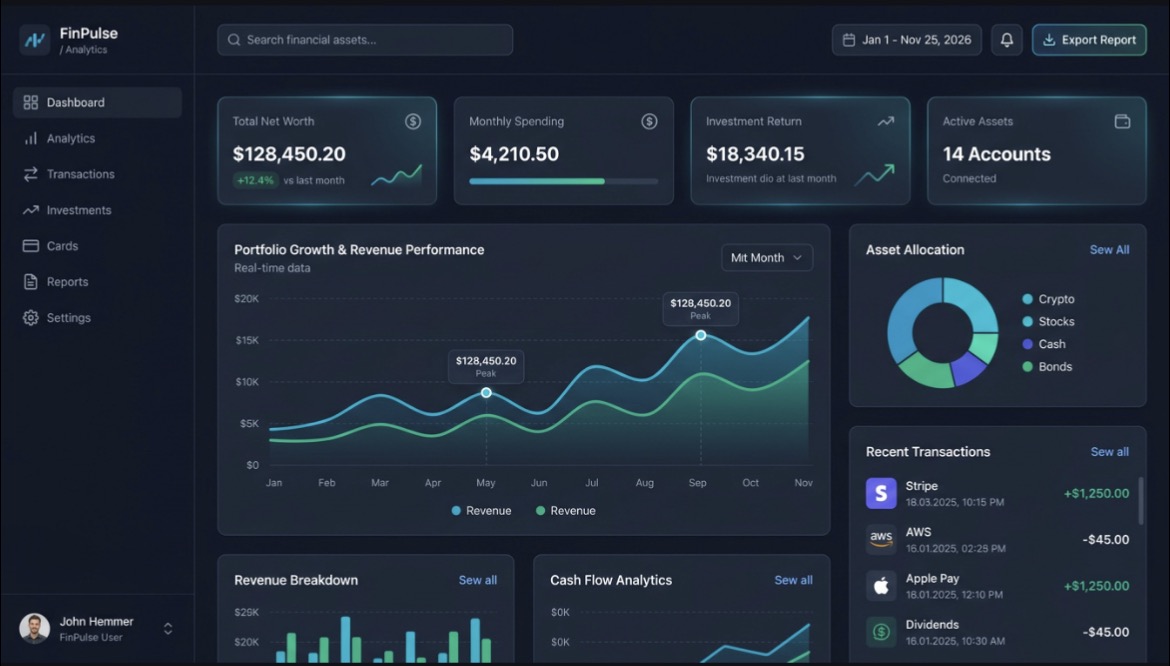 FinPulse
/ Analytics
Search financial assets...
Jan 1 - Nov 25, 2026
Export Report
Dashboard
Analytics
Transactions
Investments
Cards
Reports
Settings
John Hemmer
FinPulse User
Total Net Worth
$128,450.20
+12.4% vs last month
Monthly Spending
$4,210.50
Investment Return
$18,340.15
Investment dio at last month
Active Assets
14 Accounts
Connected
Portfolio Growth & Revenue Performance
Real-time data
Mit Month
$20K
$15K
$10K
$5K
$0
$128,450.20
Peak
$128,450.20
Peak
Jan Feb Mar Apr May Jun Jul Aug Sep Oct Nov
Revenue Revenue
Asset Allocation
Sew All
Crypto
Stocks
Cash
Bonds
Recent Transactions
Sew all
S
Stripe
18.03.2025, 10:15 PM
+$1,250.00
aws
AWS
16.01.2025, 02:28 PM
-$45.00
Apple Pay
18.01.2025, 12:10 PM
+$1,250.00
Dividends
16.01.2025, 10:30 AM
-$45.00
Revenue Breakdown
Sew all
$25K
$20K
Cash Flow Analytics
Sew all
$0K
$0K